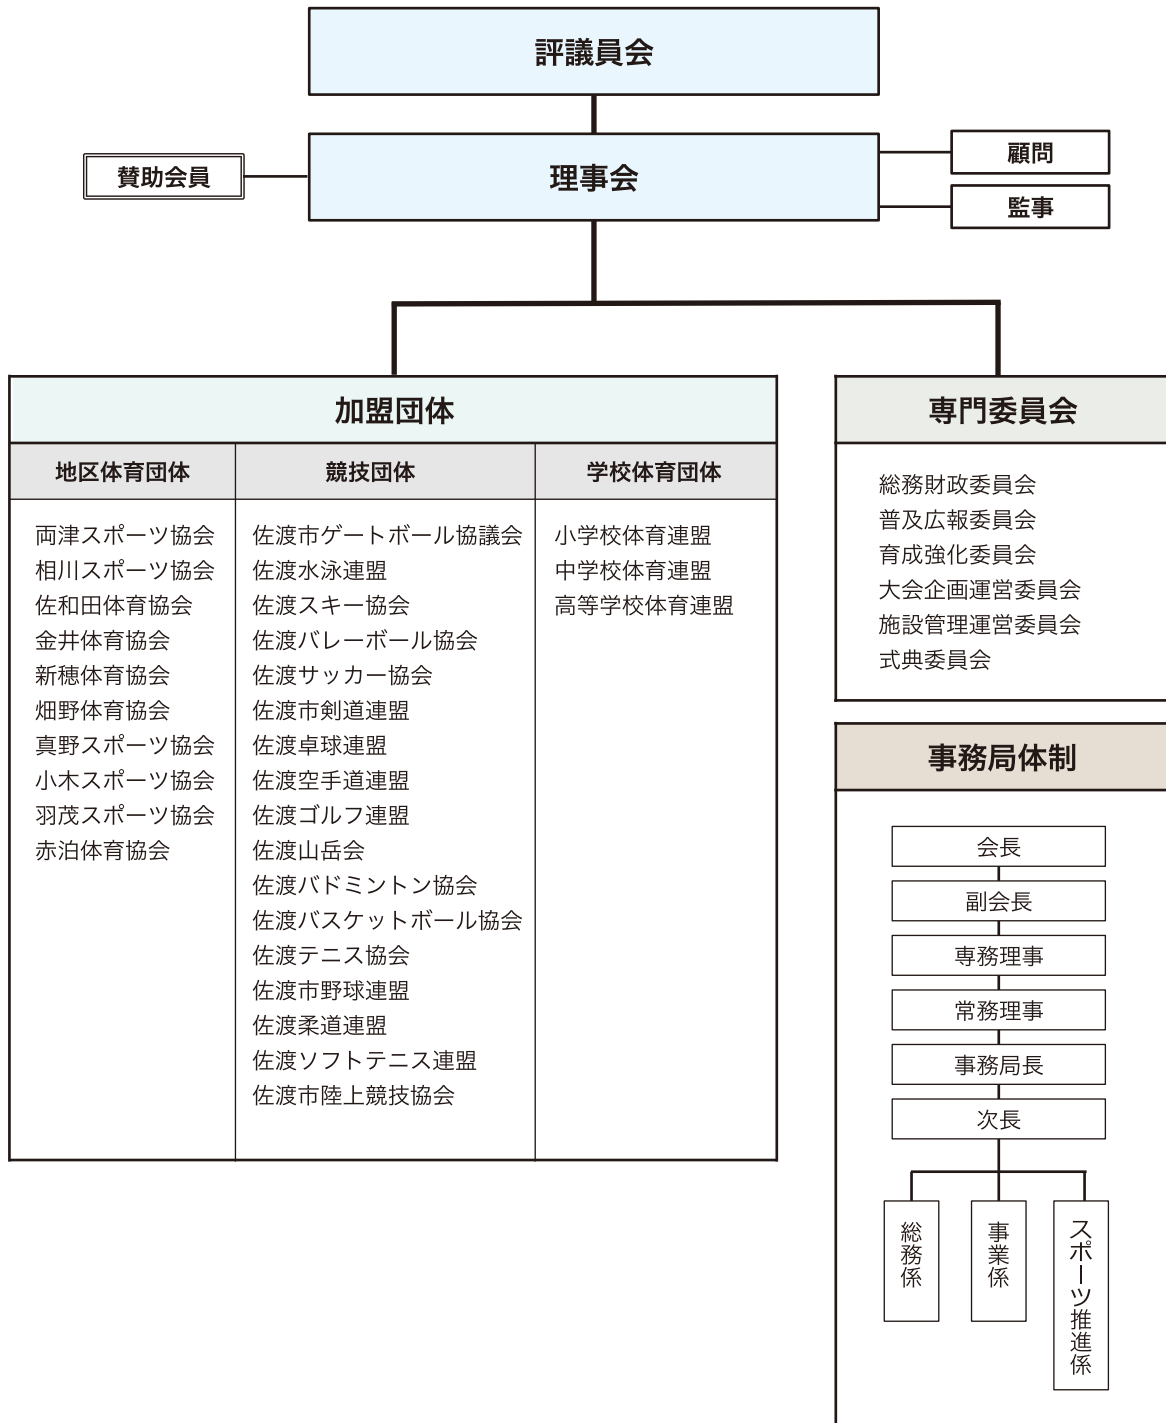 評議員会
賛助会員
理事会
顧問
監事
加盟団体
地区体育団体
両津スポーツ協会
相川スポーツ協会
佐和田体育協会
金井体育協会
新穂体育協会
畑野体育協会
真野スポーツ協会
小木スポーツ協会
羽茂スポーツ協会
赤泊体育協会
競技団体
佐渡市ゲートボール協議会
佐渡水泳連盟
佐渡スキー協会
佐渡バレーボール協会
佐渡サッカー協会
佐渡市剣道連盟
佐渡卓球連盟
佐渡空手道連盟
佐渡ゴルフ連盟
佐渡山岳会
佐渡バドミントン協会
佐渡バスケットボール協会
佐渡テニス協会
佐渡市野球連盟
佐渡柔道連盟
佐渡ソフトテニス連盟
佐渡市陸上競技協会
学校体育団体
小学校体育連盟
中学校体育連盟
高等学校体育連盟
専門委員会
総務財政委員会
普及広報委員会
育成強化委員会
大会企画運営委員会
施設管理運営委員会
式典委員会
事務局体制
会長
副会長
専務理事
常務理事
事務局長
次長
総務係
事業係
スポーツ推進係